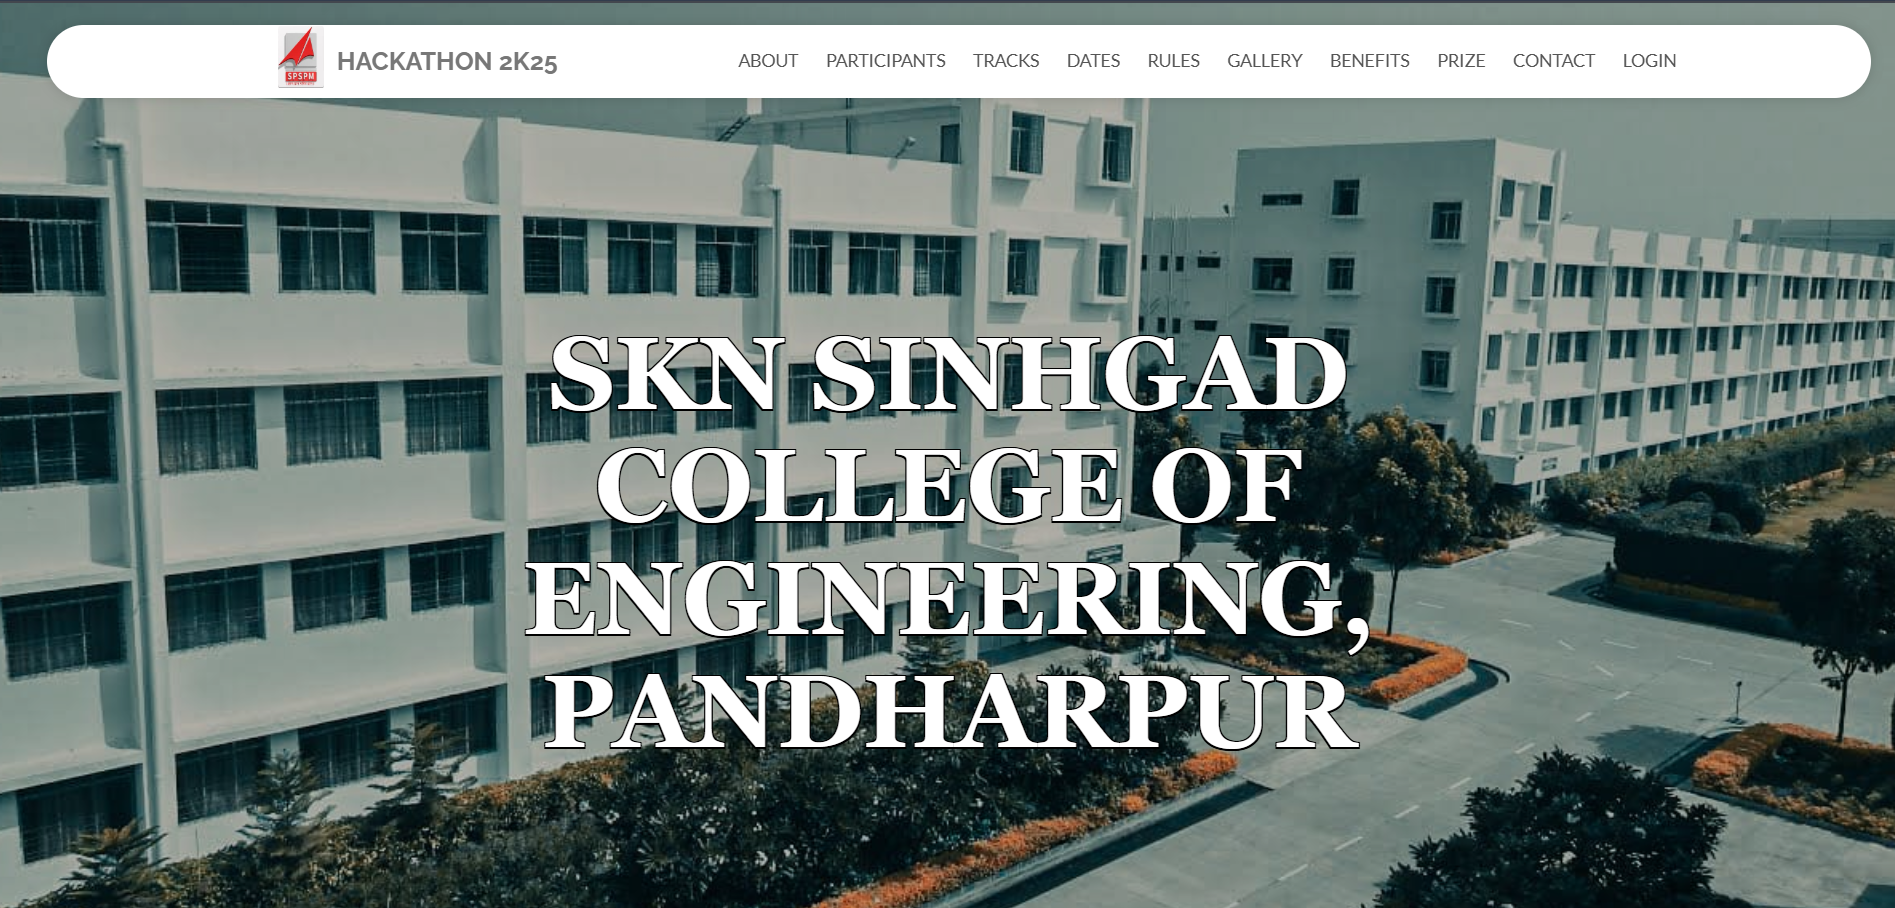 SPSPM
HACKATHON 2K25
ABOUT
PARTICIPANTS
TRACKS
DATES
RULES
GALLERY
BENEFITS
PRIZE
CONTACT
LOGIN
SKN SINHGAD
COLLEGE OF
ENGINEERING,
PANDHARPUR